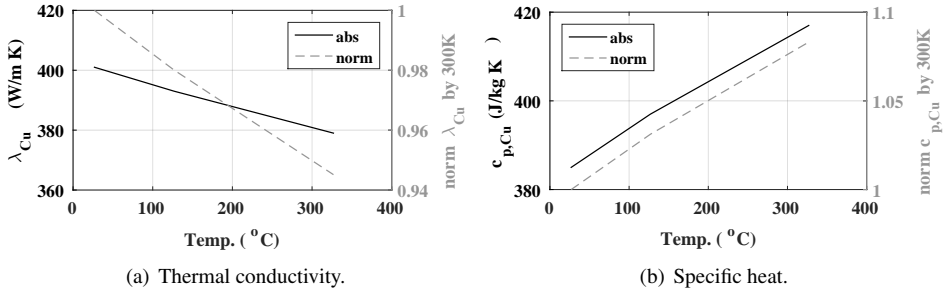 420
400
380
360
λCu (W/m K)
abs
norm
1
0.98
0.96
0.94
norm λCu by 300K
0 100 200 300 400
Temp. ( °C)
(a) Thermal conductivity.
420
400
380
c p,Cu (J/kg K )
abs
norm
1.1
1.05
1
norm c p,Cu by 300K
0 100 200 300 400
Temp. ( °C)
(b) Specific heat.